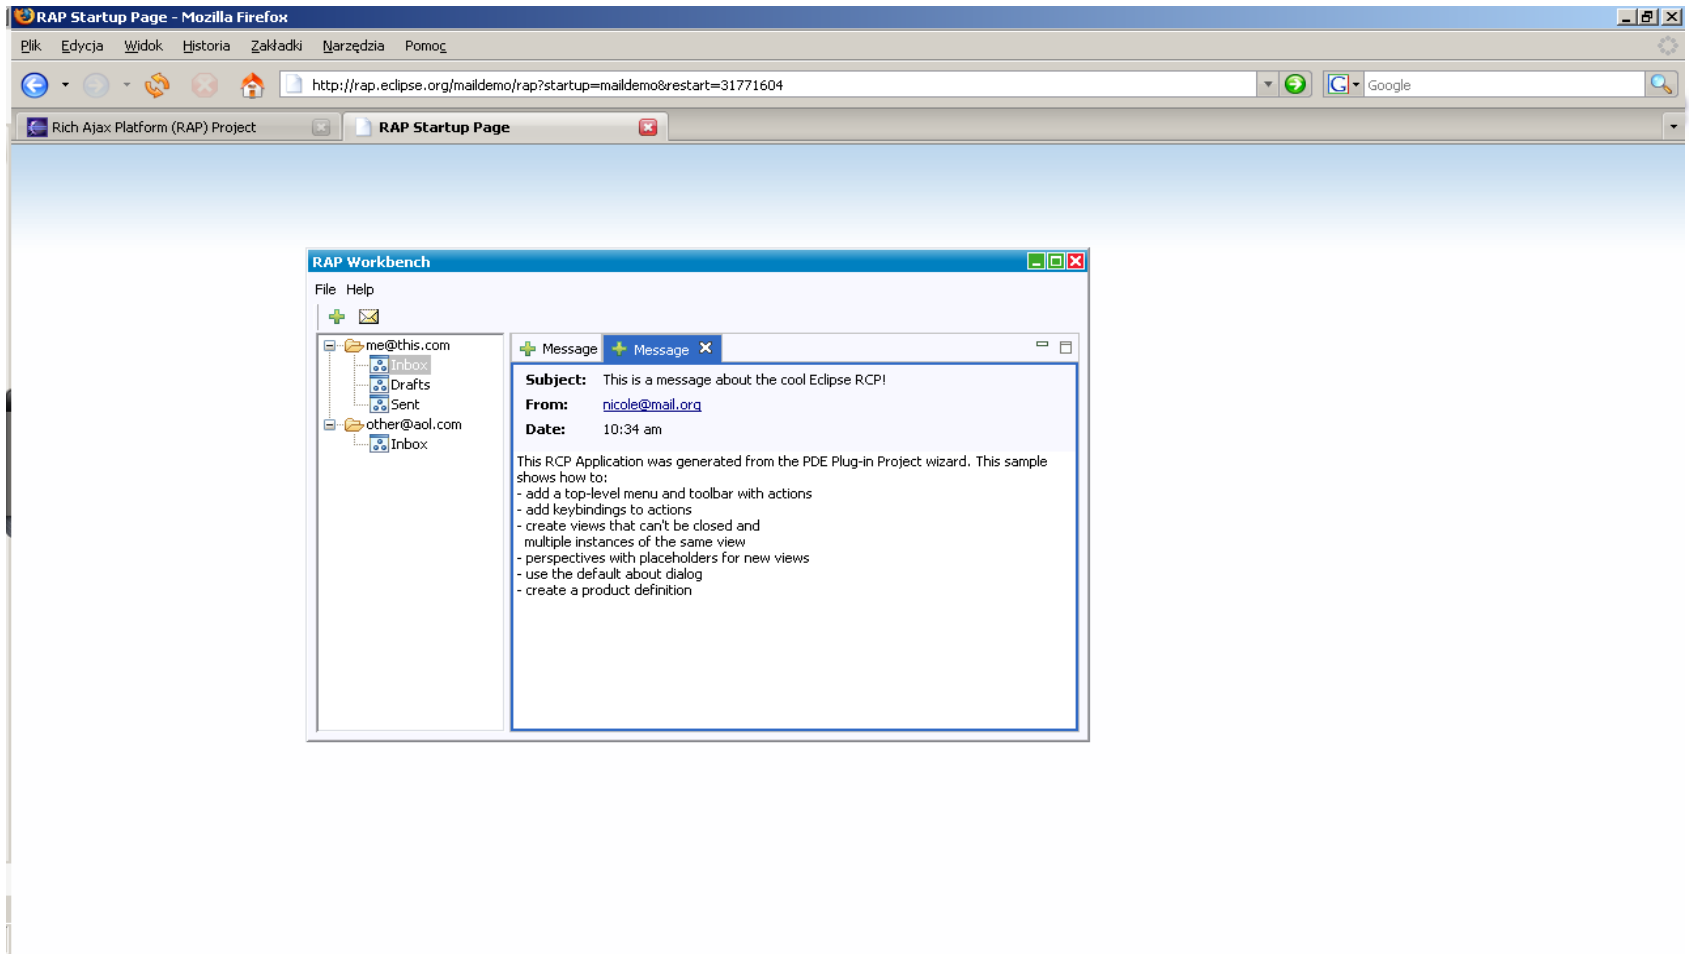 RAP Startup Page - Mozilla Firefox
Plik Edycja Widok Historia Zakładki Narzędzia Pomoc
http://rap.eclipse.org/maildemo/rap?startup=maildemo&restart=31771604
G Google
Rich Ajax Platform (RAP) Project
RAP Startup Page
RAP Workbench
File Help
me@this.com
Inbox
Drafts
Sent
other@aol.com
Inbox
Message
Message
Subject: This is a message about the cool Eclipse RCP!
From: nicole@mail.org
Date: 10:34 am
This RCP Application was generated from the PDE Plug-in Project wizard. This sample
shows how to:
- add a top-level menu and toolbar with actions
- add keybindings to actions
- create views that can't be closed and
multiple instances of the same view
- perspectives with placeholders for new views
- use the default about dialog
- create a product definition